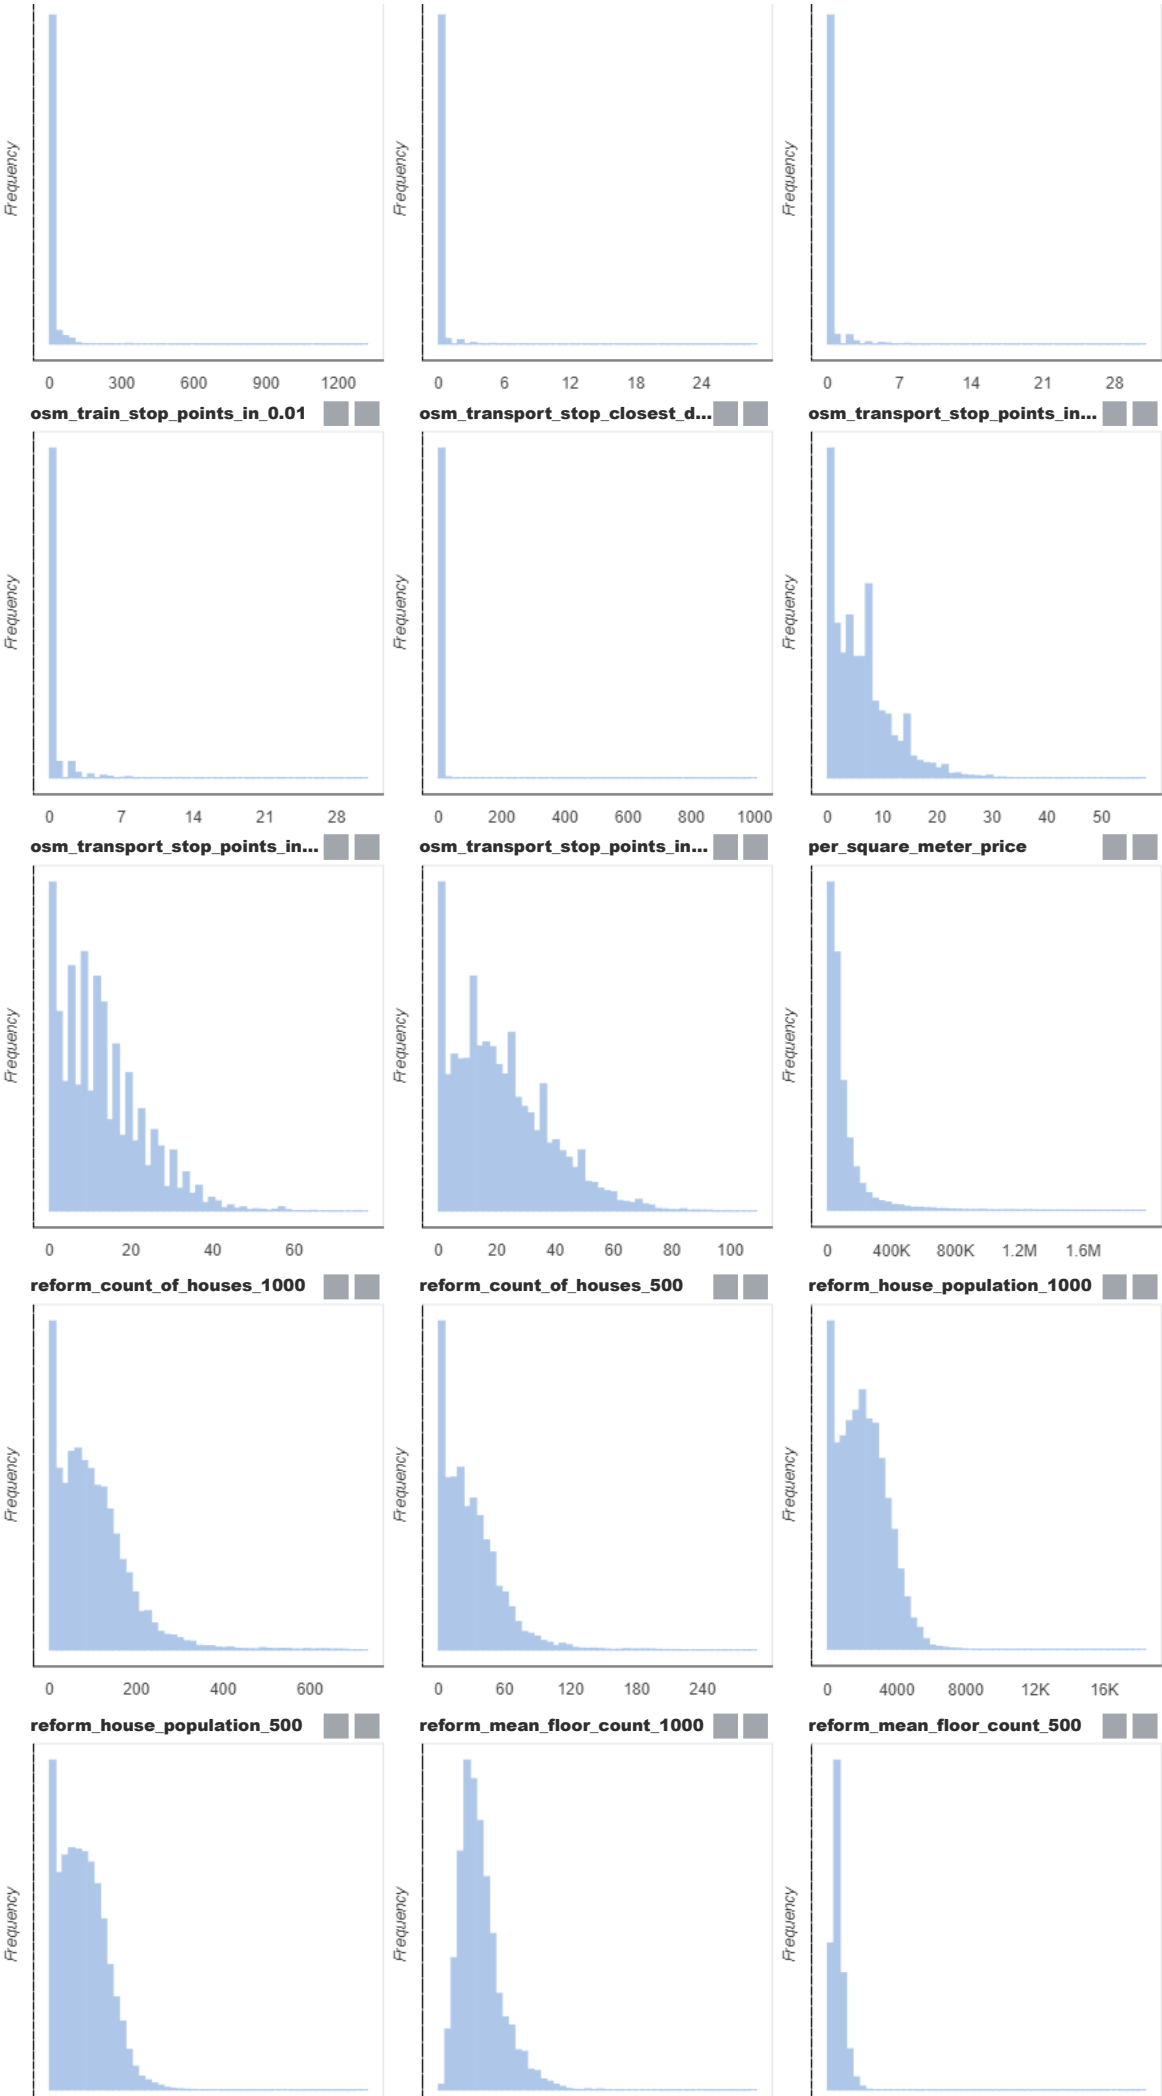 Frequency Frequency Frequency
0 300 600 900 1200 0 6 12 18 24 0 7 14 21 28
osm_train_stop_points_in_0.01 osm_transport_stop_closest_d... osm_transport_stop_points_in...
Frequency Frequency Frequency
0 7 14 21 28 0 200 400 600 800 1000 0 10 20 30 40 50
osm_transport_stop_points_in... osm_transport_stop_points_in... per_square_meter_price
Frequency Frequency Frequency
0 20 40 60 0 20 40 60 80 100 0 400K 800K 1.2M 1.6M
reform_count_of_houses_1000 reform_count_of_houses_500 reform_house_population_1000
Frequency Frequency Frequency
0 200 400 600 0 60 120 180 240 0 4000 8000 12K 16K
reform_house_population_500 reform_mean_floor_count_1000 reform_mean_floor_count_500
Frequency Frequency Frequency